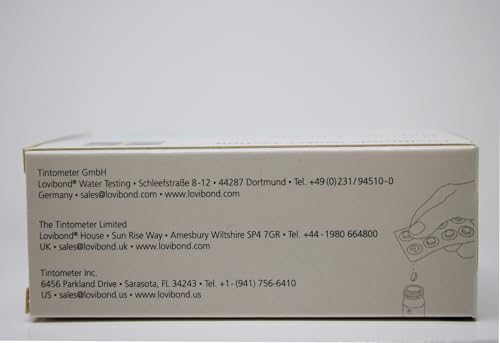 Tintometer GmbH
Lovibond® Water Testing • Schleefstraße 8-12 • 44287 Dortmund • Tel. +49 (0) 231/ 94510-0
Germany • sales@lovibond.com • www.lovibond.com
The Tintometer Limited
Lovibond® House • Sun Rise Way • Amesbury Wiltshire SP4 7GR • Tel. +44 -1980 664800
UK • sales@lovibond.uk • www.lovibond.com
Tintometer Inc.
6456 Parkland Drive • Sarasota, FL 34243 • Tel. +1- (941) 756-6410
US • sales@lovibond.us • www.lovibond.us